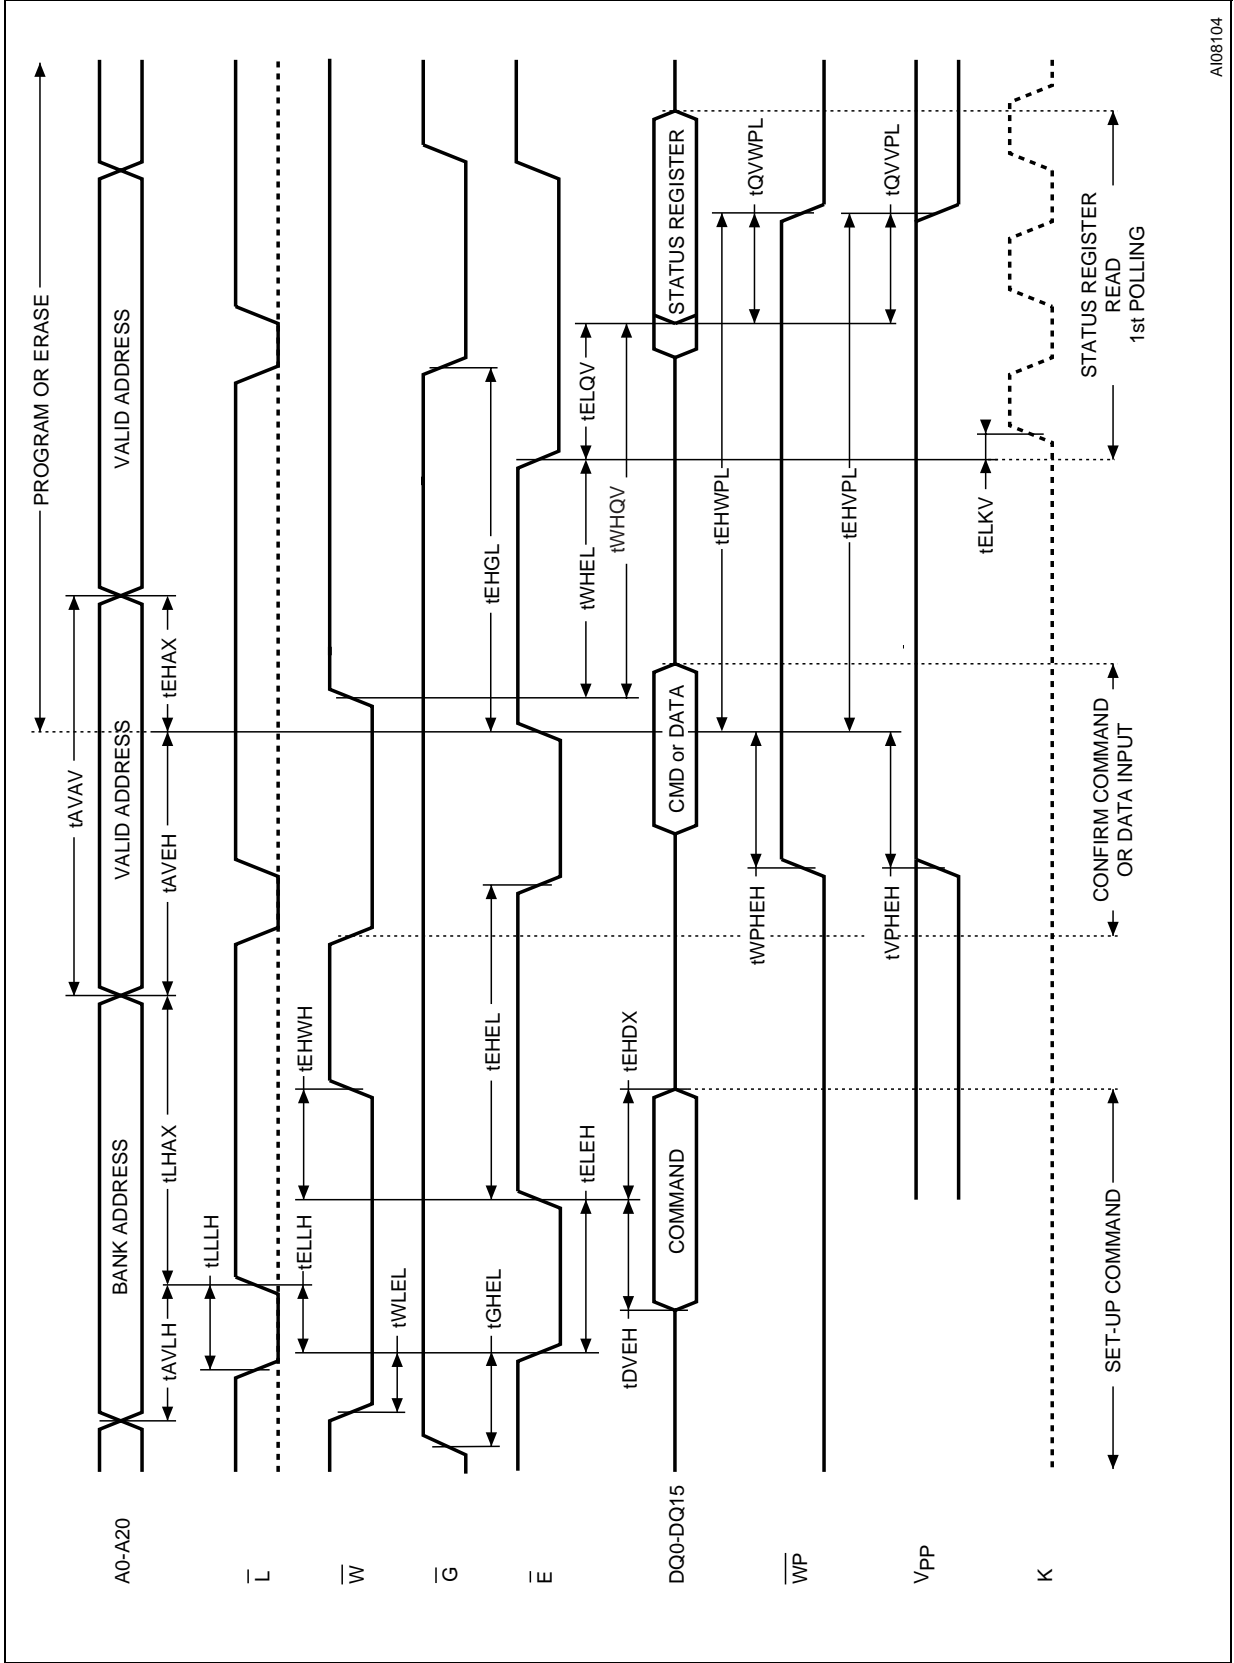 PROGRAM OR ERASE
A0-A20
BANK ADDRESS
VALID ADDRESS
VALID ADDRESS
tAVAV
tAVLH
tLHAX
tAVEH
tEHAX
L
tLLLH
tELLH
tEHWH
W
tWLEL
G
tGHEL
tEHEL
tEHGL
E
tELEH
tWHEL
tELQV
tDVEH
tEHDX
tWHQV
DQ0-DQ15
COMMAND
CMD or DATA
STATUS REGISTER
tEHWPL
WP
tWPHEH
tQVWPL
tEHVPL
VPP
tVPHEH
tQVVPL
tELKV
K
SET-UP COMMAND
CONFIRM COMMAND
OR DATA INPUT
STATUS REGISTER
READ
1st POLLING
AI08104